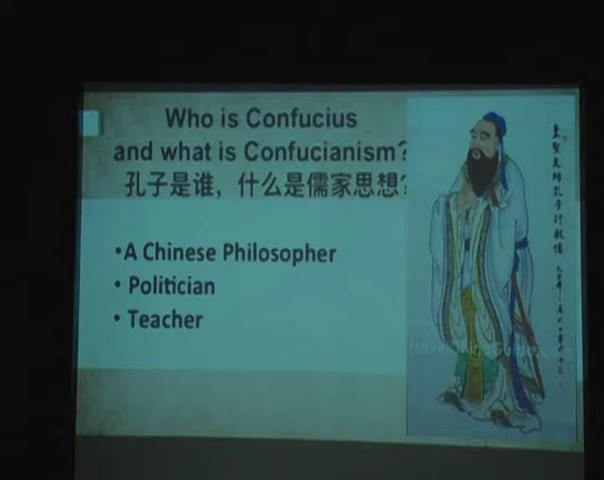 Who is Confucius
and what is Confucianism?
孔子是谁，什么是儒家思想？
•A Chinese Philosopher
• Politician
• Teacher